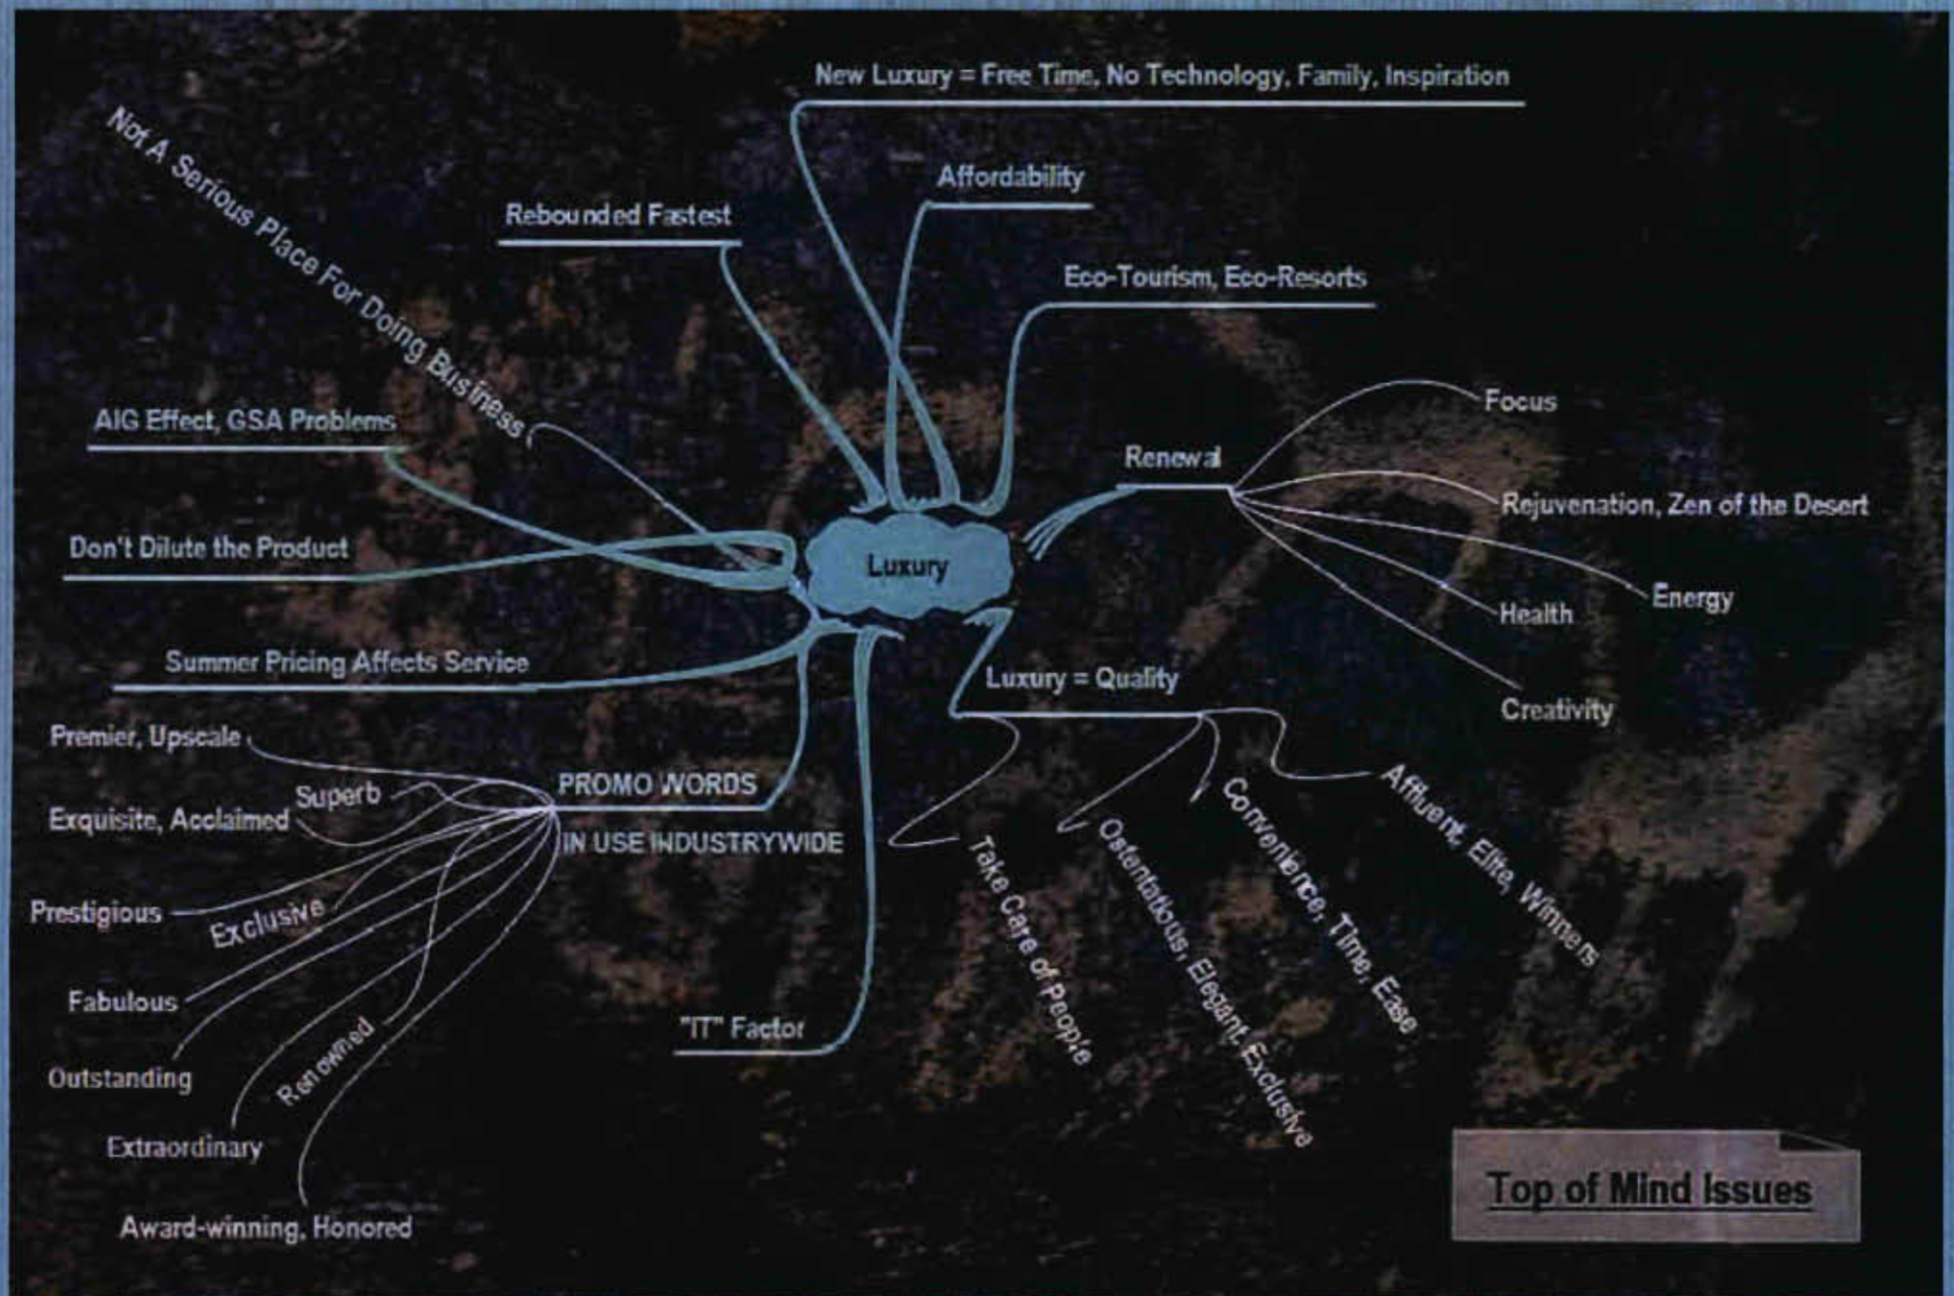 New Luxury = Free Time, No Technology, Family, Inspiration
Affordability
Rebounded Fastest
Eco-Tourism, Eco-Resorts
Not A Serious Place For Doing Business
AIG Effect, GSA Problems
Don't Dilute the Product
Luxury
Renewal
Focus
Rejuvenation, Zen of the Desert
Energy
Health
Creativity
Summer Pricing Affects Service
Luxury = Quality
Take Care of People
Ostentatious, Elegant, Exclusive
Convenience, Time, Ease
Affluent, Elite, Winners
PROMO WORDS
IN USE INDUSTRYWIDE
Premier, Upscale
Superb
Exquisite, Acclaimed
Prestigious
Exclusive
Fabulous
Outstanding
Renowned
Extraordinary
Award-winning, Honored
"IT" Factor
Top of Mind Issues